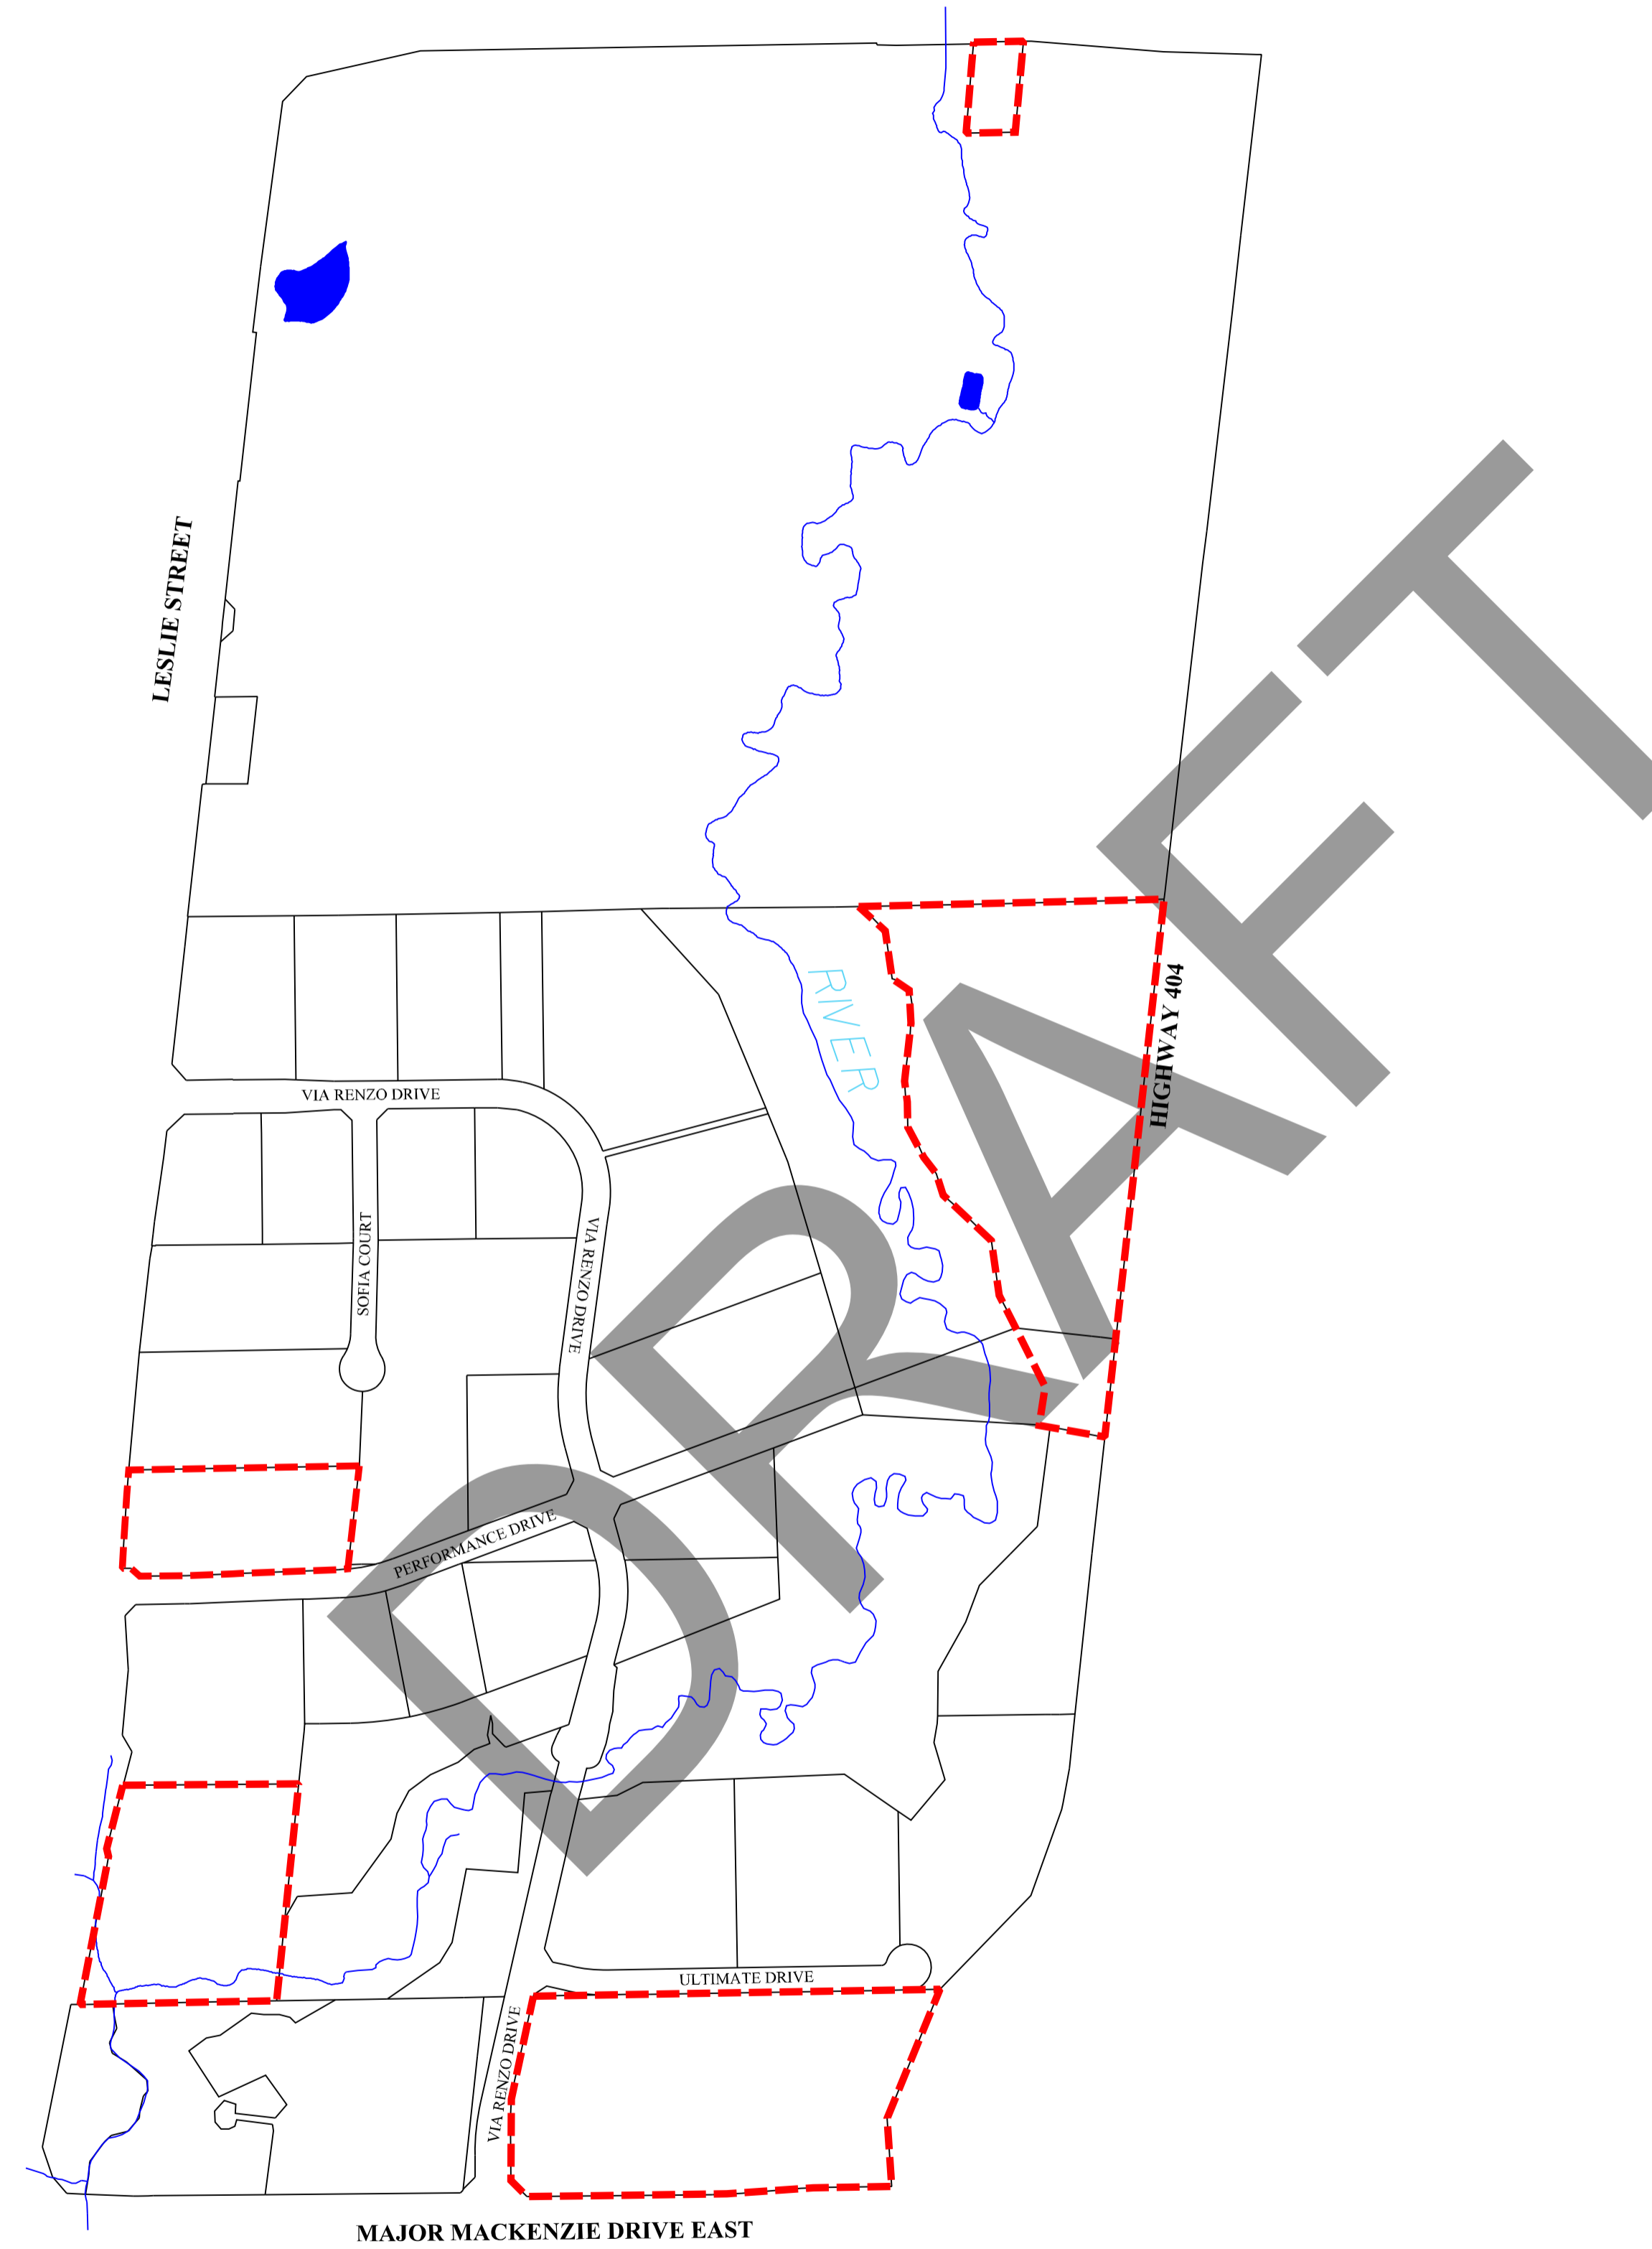 LESLIE STREET
RIVER
HIGHWAY 404
VIA RENZO DRIVE
SOFIA COURT
VIA RENZO DRIVE
PERFORMANCE DRIVE
ULTIMATE DRIVE
VIA RENZO DRIVE
MAJOR MACKENZIE DRIVE EAST
DRAFT